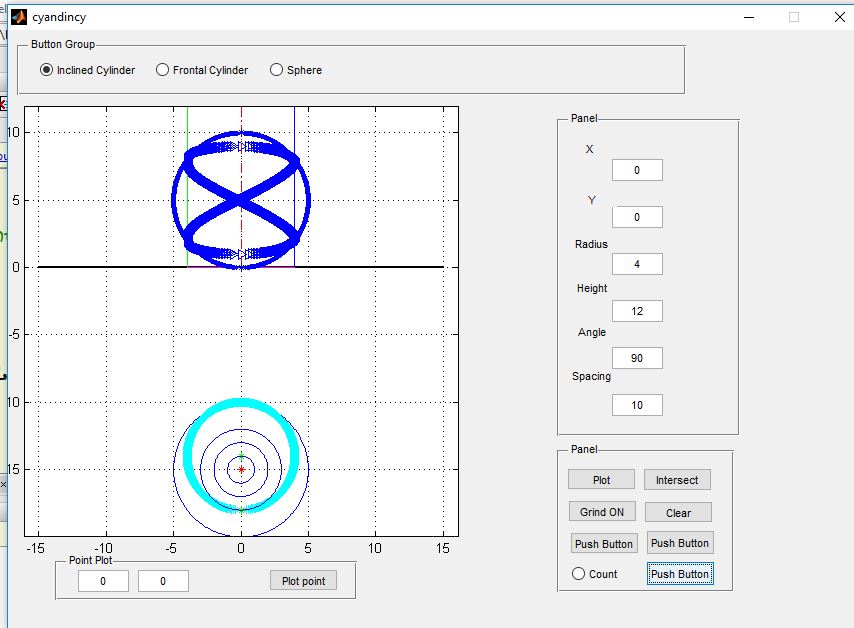 cyandincy
Button Group
Inclined Cylinder Frontal Cylinder Sphere
10
5
0
-5
10
15
-15 -10 -5 0 5 10 15
Point Plot
0 0 Plot point
Panel
X
0
Y
0
Radius
4
Height
12
Angle
90
Spacing
10
Panel
Plot Intersect
Grind ON Clear
Push Button Push Button
Count Push Button